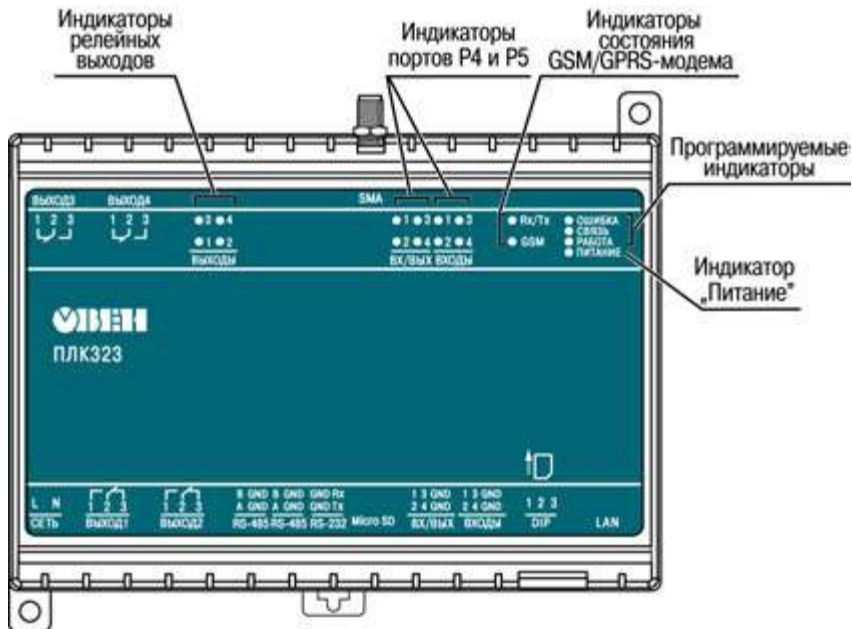 Индикаторы
релейных
выходов
Индикаторы
портов P4 и P5
Индикаторы
состояния
GSM/GPRS-модема
Программируемые
индикаторы
Индикатор
„Питание"
ВЫХОД3 ВЫХОД4 SMA
1 2 3 1 2 3 3 4 1 3 1 3 Rx/Tx ОШИБКА
СВЯЗЬ
1 2 2 4 2 4 GSM РАБОТА
ВЫХОДЫ ВХ/ВЫХ ВХОДЫ ПИТАНИЕ
ОВЕН
ПЛК323
B GND B GND GND Rx 1 3 GND 1 3 GND
L N 1 2 3 1 2 3 A GND A GND GND Tx 2 4 GND 2 4 GND 1 2 3
СЕТЬ ВЫХОД1 ВЫХОД2 RS-485 RS-485 RS-232 Micro SD ВХ/ВЫХ ВХОДЫ DIP LAN